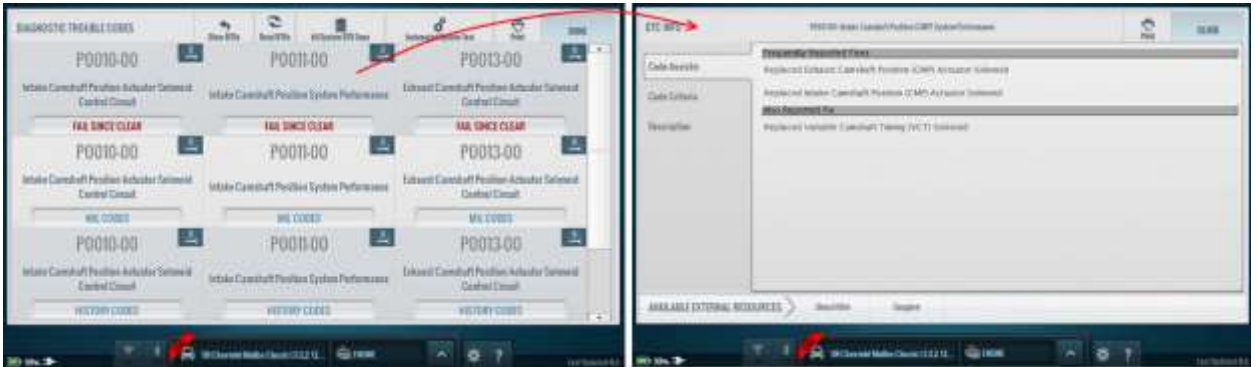 DIAGNOSTIC TROUBLE CODES
P0010-00
P0011-00
P0013-00
Intake Camshaft Position Actuator Solenoid
Control Circuit
Intake Camshaft Position System Performance
Exhaust Camshaft Position Actuator Solenoid
Control Circuit
FAIL SINCE CLEAR
FAIL SINCE CLEAR
FAIL SINCE CLEAR
P0010-00
P0011-00
P0013-00
Intake Camshaft Position Actuator Solenoid
Control Circuit
Intake Camshaft Position System Performance
Exhaust Camshaft Position Actuator Solenoid
Control Circuit
MIL CODES
MIL CODES
MIL CODES
P0010-00
P0011-00
P0013-00
Intake Camshaft Position Actuator Solenoid
Control Circuit
Intake Camshaft Position System Performance
Exhaust Camshaft Position Actuator Solenoid
Control Circuit
HISTORY CODES
HISTORY CODES
HISTORY CODES
ENGINE
?
DTC INFO
Print
Code Assist
Code Criteria
Description
Frequently Reported Fixes
Replaced Exhaust Camshaft Position (CMP) Actuator Solenoid
Replaced Intake Camshaft Position (CMP) Actuator Solenoid
Also Reported Fix
Replaced Variable Camshaft Timing (VCT) Solenoid
AVAILABLE EXTERNAL RESOURCES
Google
ENGINE
?